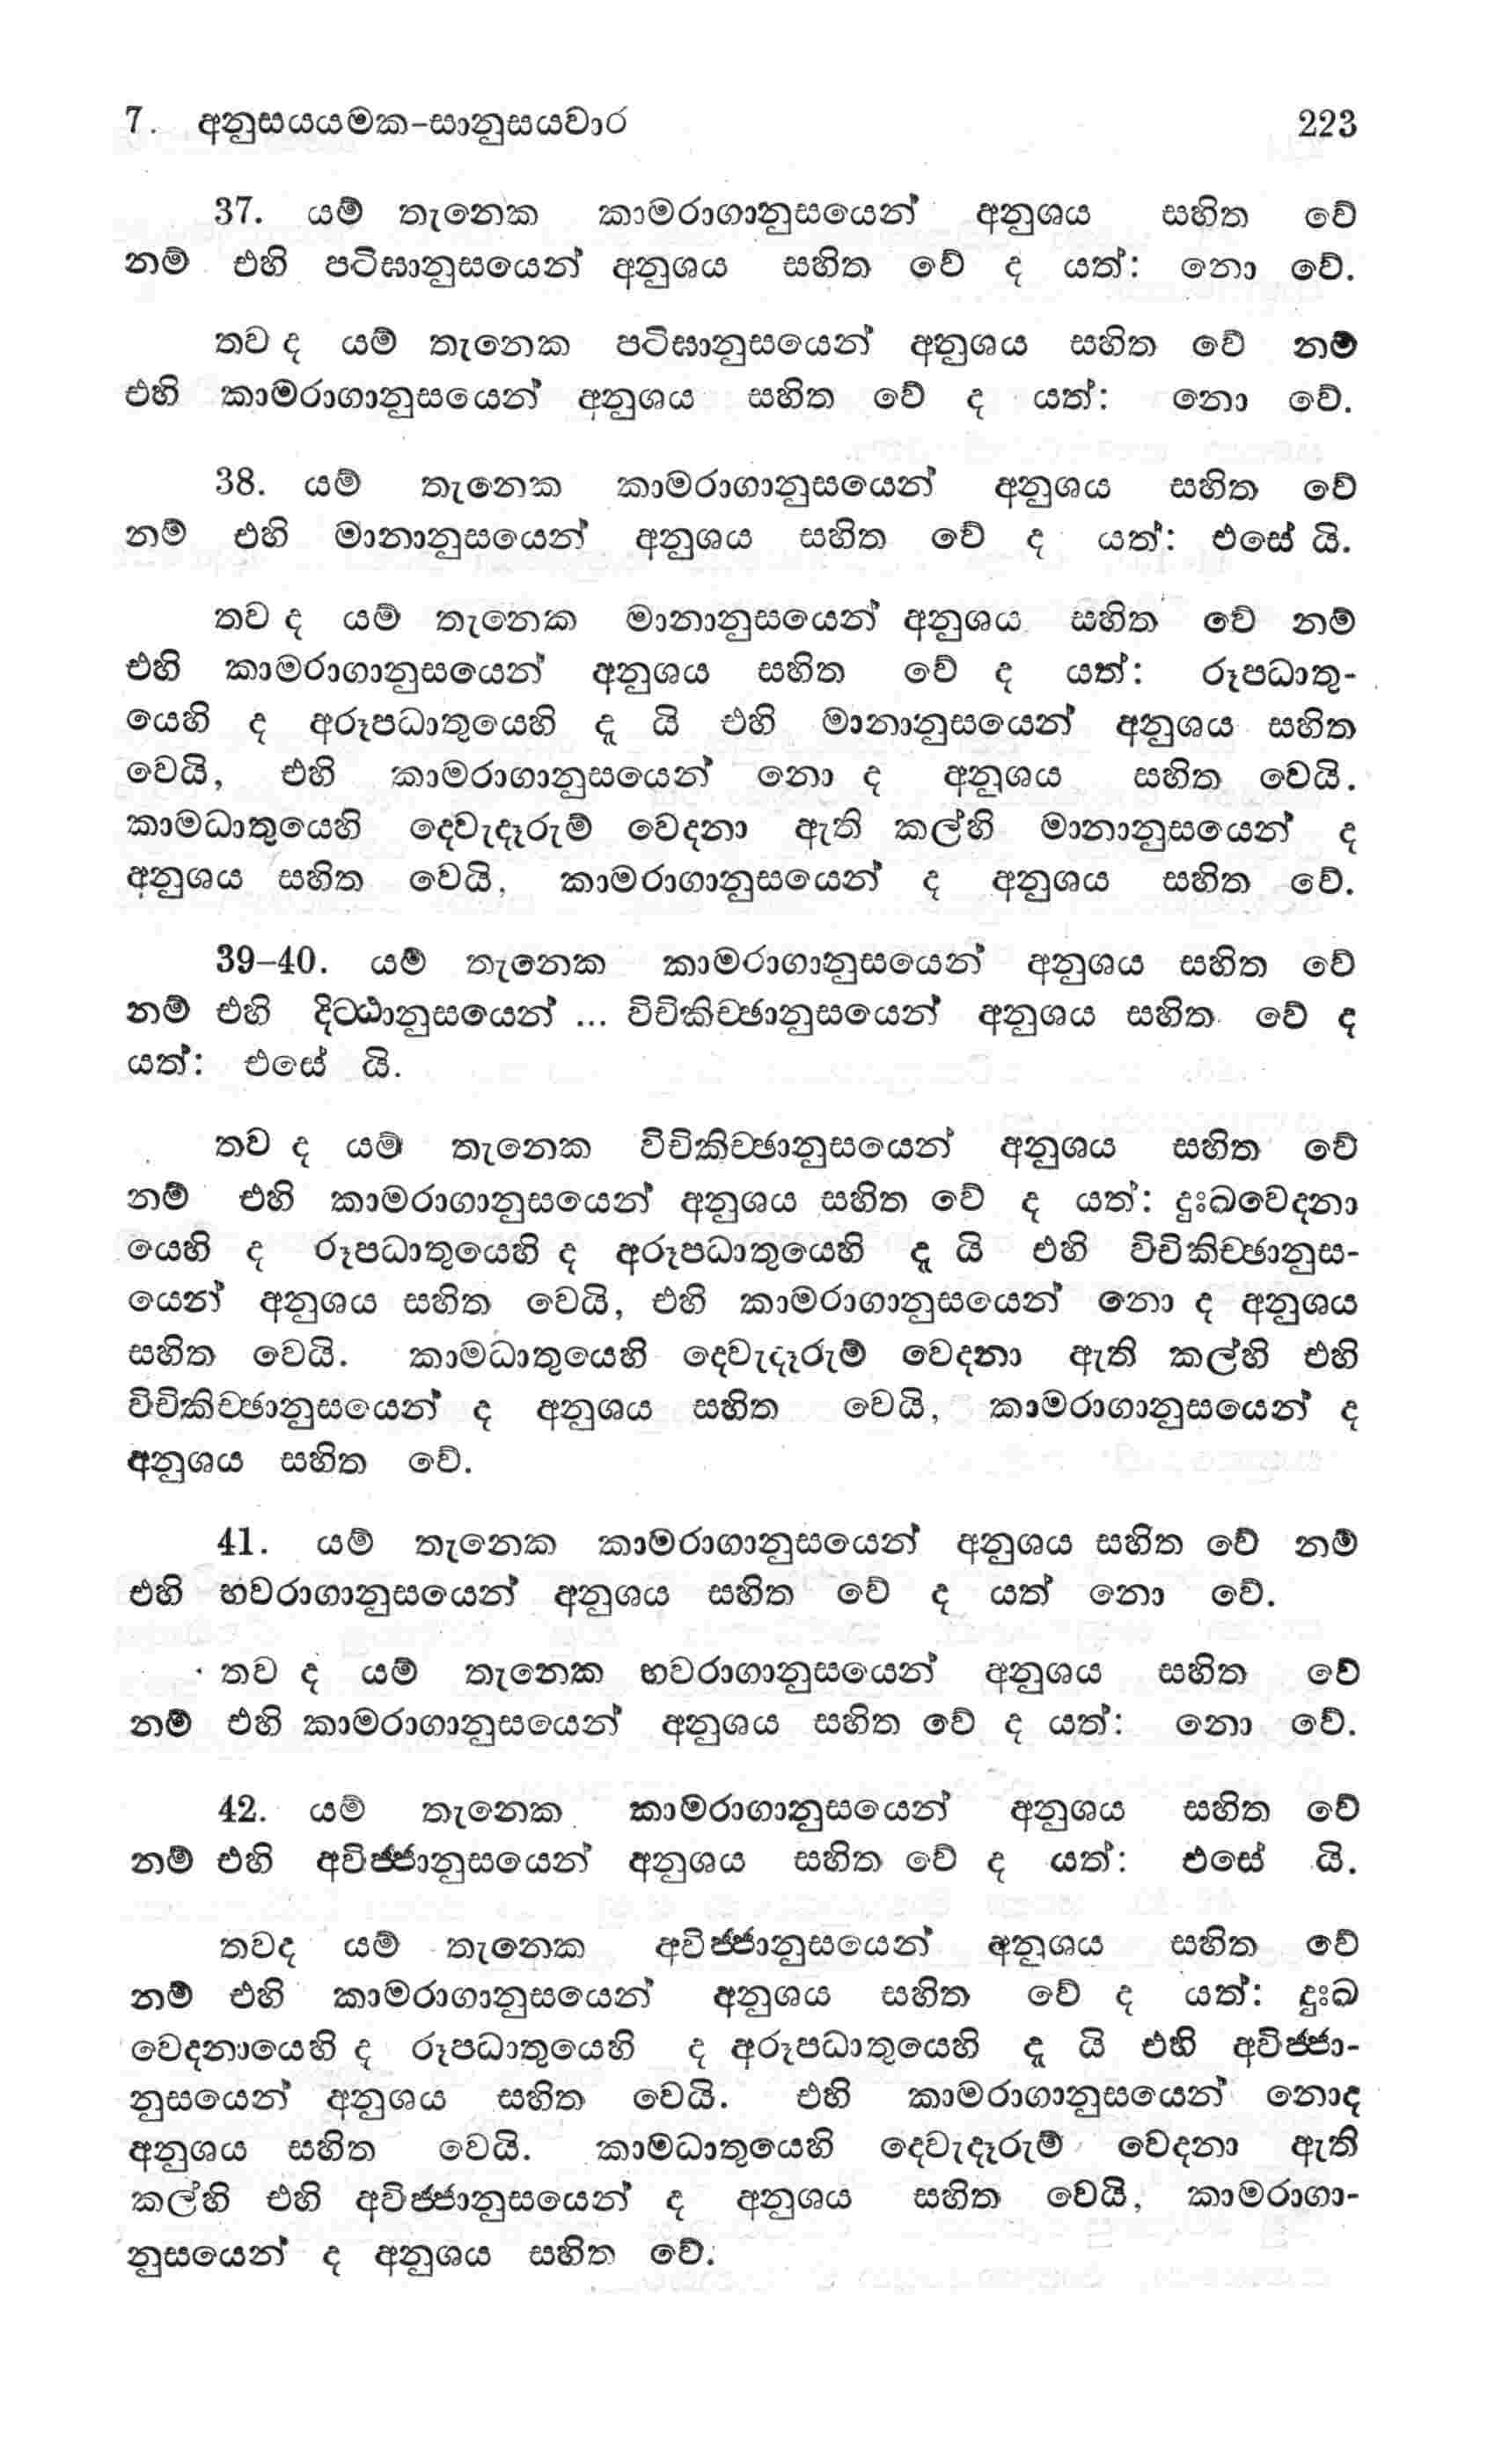 7. අනුසයයමක-සානුසයවාර 223
37. යම් තැනෙක කාමරාගානුසයෙන් අනුශය සහිත වේ
නම් එහි පටිඝානුසයෙන් අනුශය සහිත වේ ද යත්: නො වේ.
තව ද යම් තැනෙක පටිඝානුසයෙන් අනුශය සහිත වේ නම්
එහි කාමරාගානුසයෙන් අනුශය සහිත වේ ද යත්: නො වේ.
38. යම් තැනෙක කාමරාගානුසයෙන් අනුශය සහිත වේ
නම් එහි මානානුසයෙන් අනුශය සහිත වේ ද යත්: එසේ යි.
තව ද යම් තැනෙක මානානුසයෙන් අනුශය සහිත වේ නම්
එහි කාමරාගානුසයෙන් අනුශය සහිත වේ ද යත්: රූපධාතු-
යෙහි ද අරූපධාතුයෙහි දැ යි එහි මානානුසයෙන් අනුශය සහිත
වෙයි, එහි කාමරාගානුසයෙන් නො ද අනුශය සහිත වෙයි.
කාමධාතුයෙහි දෙවැදෑරුම් වෙදනා ඇති කල්හි මානානුසයෙන් ද
අනුශය සහිත වෙයි, කාමරාගානුසයෙන් ද අනුශය සහිත වේ.
39–40. යම් තැනෙක කාමරාගානුසයෙන් අනුශය සහිත වේ
නම් එහි දිට්ඨානුසයෙන් ... විචිකිච්ඡානුසයෙන් අනුශය සහිත වේ ද
යත්: එසේ යි.
තව ද යම් තැනෙක විචිකිච්ඡානුසයෙන් අනුශය සහිත වේ
නම් එහි කාමරාගානුසයෙන් අනුශය සහිත වේ ද යත්: දුඃඛවෙදනා
යෙහි ද රූපධාතුයෙහි ද අරූපධාතුයෙහි දැ යි එහි විචිකිච්ඡානුස-
යෙන් අනුශය සහිත වෙයි, එහි කාමරාගානුසයෙන් නො ද අනුශය
සහිත වෙයි. කාමධාතුයෙහි දෙවැදෑරුම් වෙදනා ඇති කල්හි එහි
විචිකිච්ඡානුසයෙන් ද අනුශය සහිත වෙයි, කාමරාගානුසයෙන් ද
අනුශය සහිත වේ.
41. යම් තැනෙක කාමරාගානුසයෙන් අනුශය සහිත වේ නම්
එහි භවරාගානුසයෙන් අනුශය සහිත වේ ද යත් නො වේ.
තව ද යම් තැනෙක භවරාගානුසයෙන් අනුශය සහිත වේ
නම් එහි කාමරාගානුසයෙන් අනුශය සහිත වේ ද යත්: නො වේ.
42. යම් තැනෙක කාමරාගානුසයෙන් අනුශය සහිත වේ
නම් එහි අවිජ්ජානුසයෙන් අනුශය සහිත වේ ද යත්: එසේ යි.
තවද යම් තැනෙක අවිජ්ජානුසයෙන් අනුශය සහිත වේ
නම් එහි කාමරාගානුසයෙන් අනුශය සහිත වේ ද යත්: දුඃඛ
වෙදනායෙහි ද රූපධාතුයෙහි ද අරූපධාතුයෙහි දැ යි එහි අවිජ්ජා-
නුසයෙන් අනුශය සහිත වෙයි. එහි කාමරාගානුසයෙන් නොද
අනුශය සහිත වෙයි. කාමධාතුයෙහි දෙවැදෑරුම් වෙදනා ඇති
කල්හි එහි අවිජ්ජානුසයෙන් ද අනුශය සහිත වෙයි, කාමරාගා-
නුසයෙන් ද අනුශය සහිත වේ.